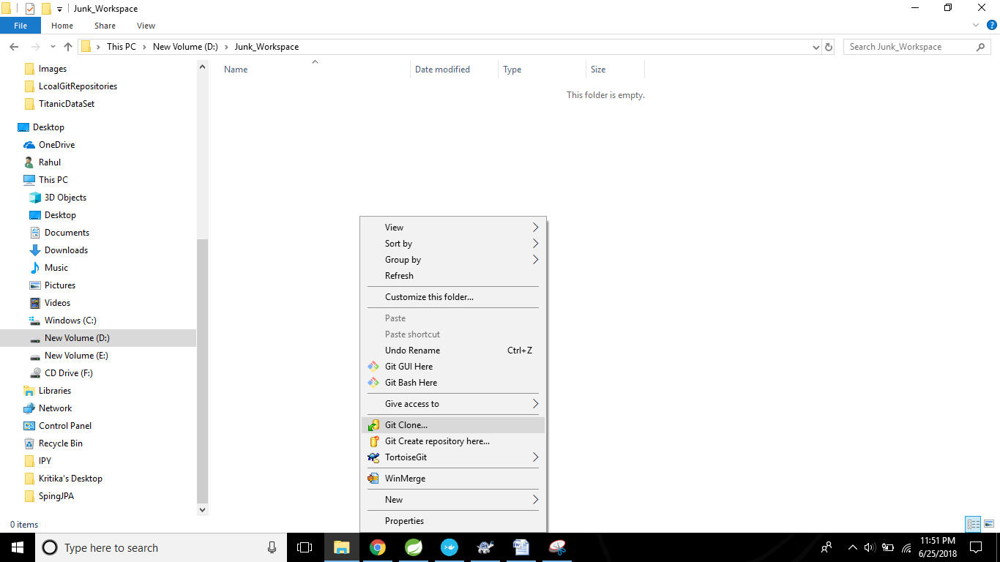 Junk_Workspace
File Home Share View
This PC New Volume (D:) Junk_Workspace Search Junk_Workspace
Images
LcoalGitRepositories
TitanicDataSet
Desktop
OneDrive
Rahul
This PC
3D Objects
Desktop
Documents
Downloads
Music
Pictures
Videos
Windows (C:)
New Volume (D:)
New Volume (E:)
CD Drive (F:)
Libraries
Network
Control Panel
Recycle Bin
IPY
Kritika's Desktop
SpingJPA
Name Date modified Type Size
This folder is empty.
View
Sort by
Group by
Refresh
Customize this folder...
Paste
Paste shortcut
Undo Rename Ctrl+Z
Git GUI Here
Git Bash Here
Give access to
Git Clone...
Git Create repository here...
TortoiseGit
WinMerge
New
Properties
0 items
Type here to search
11:51 PM
6/25/2018